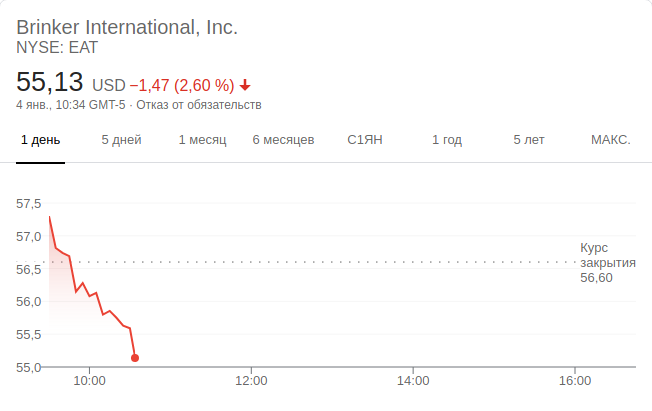 Brinker International, Inc.
NYSE: EAT
55,13 USD −1,47 (2,60 %)
4 янв., 10:34 GMT-5 · Отказ от обязательств
1 день 5 дней 1 месяц 6 месяцев С1ЯН 1 год 5 лет МАКС.
57,5
57,0
Курс
закрытия
56,60
56,5
56,0
55,5
55,0
10:00 12:00 14:00 16:00